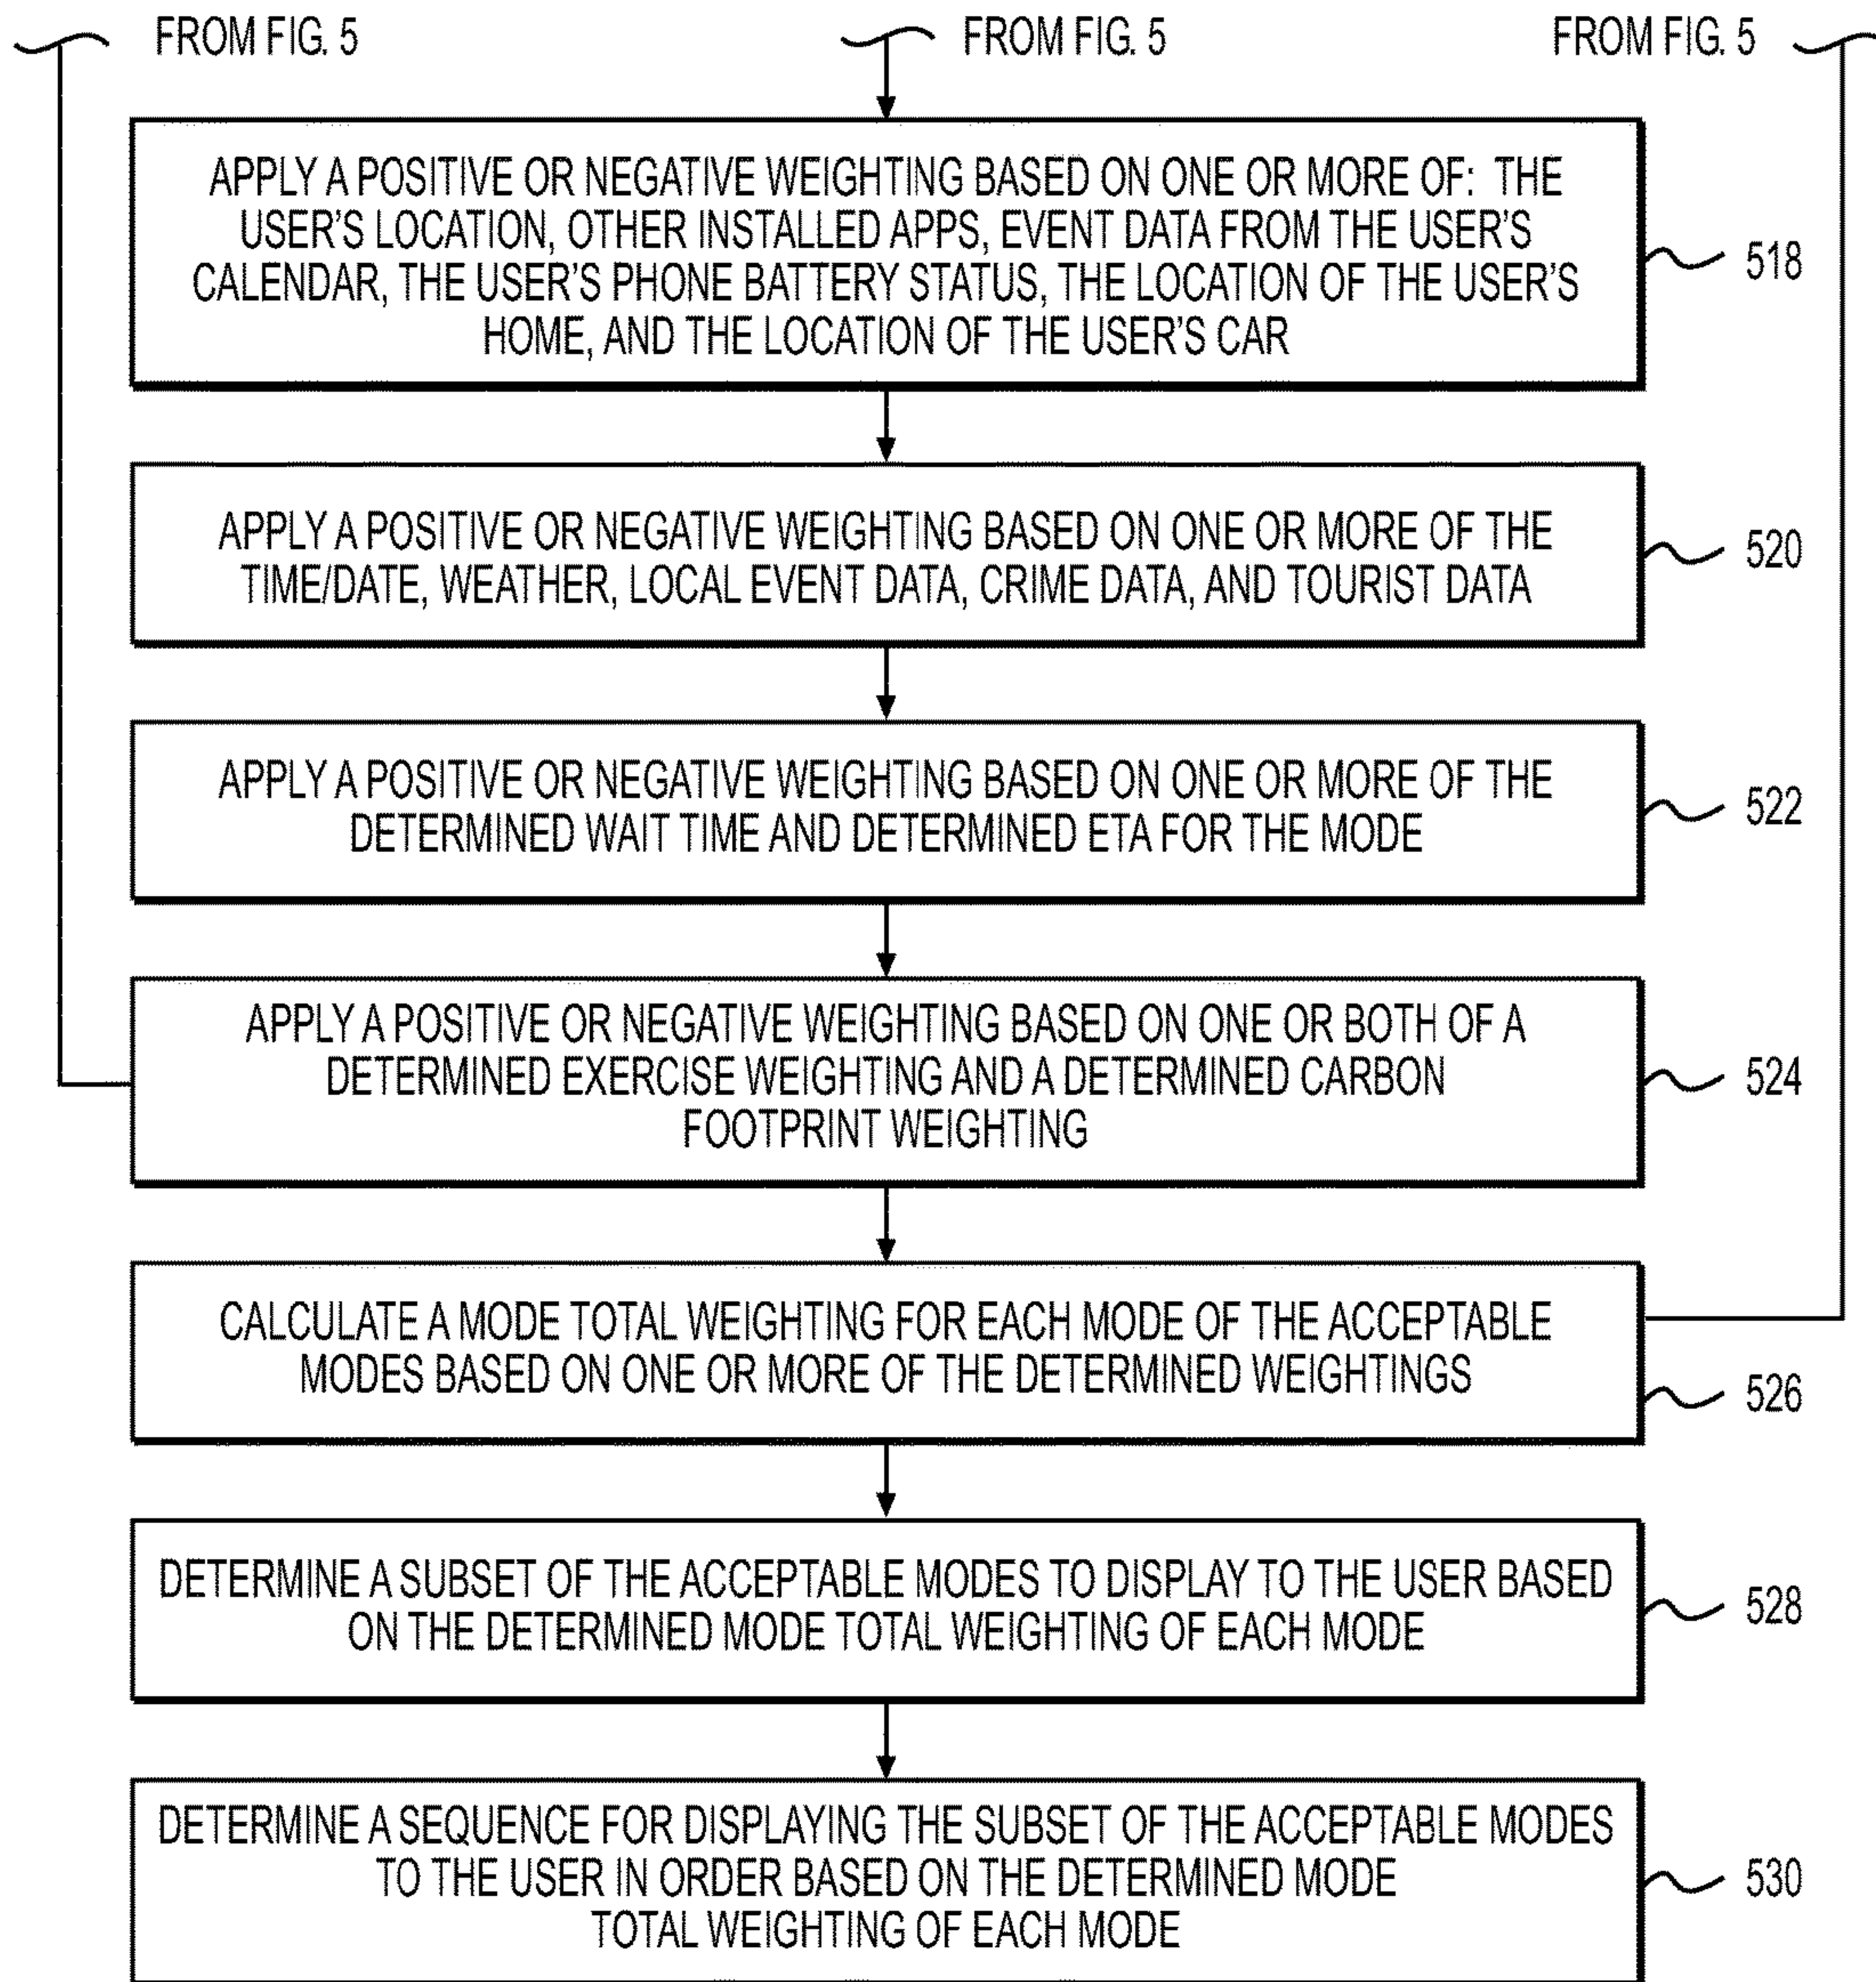 FROM FIG. 5
FROM FIG. 5
FROM FIG. 5
APPLY A POSITIVE OR NEGATIVE WEIGHTING BASED ON ONE OR MORE OF: THE
USER'S LOCATION, OTHER INSTALLED APPS, EVENT DATA FROM THE USER'S
CALENDAR, THE USER'S PHONE BATTERY STATUS, THE LOCATION OF THE USER'S
HOME, AND THE LOCATION OF THE USER'S CAR
518
APPLY A POSITIVE OR NEGATIVE WEIGHTING BASED ON ONE OR MORE OF THE
TIME/DATE, WEATHER, LOCAL EVENT DATA, CRIME DATA, AND TOURIST DATA
520
APPLY A POSITIVE OR NEGATIVE WEIGHTING BASED ON ONE OR MORE OF THE
DETERMINED WAIT TIME AND DETERMINED ETA FOR THE MODE
522
APPLY A POSITIVE OR NEGATIVE WEIGHTING BASED ON ONE OR BOTH OF A
DETERMINED EXERCISE WEIGHTING AND A DETERMINED CARBON
FOOTPRINT WEIGHTING
524
CALCULATE A MODE TOTAL WEIGHTING FOR EACH MODE OF THE ACCEPTABLE
MODES BASED ON ONE OR MORE OF THE DETERMINED WEIGHTINGS
526
DETERMINE A SUBSET OF THE ACCEPTABLE MODES TO DISPLAY TO THE USER BASED
ON THE DETERMINED MODE TOTAL WEIGHTING OF EACH MODE
528
DETERMINE A SEQUENCE FOR DISPLAYING THE SUBSET OF THE ACCEPTABLE MODES
TO THE USER IN ORDER BASED ON THE DETERMINED MODE
TOTAL WEIGHTING OF EACH MODE
530